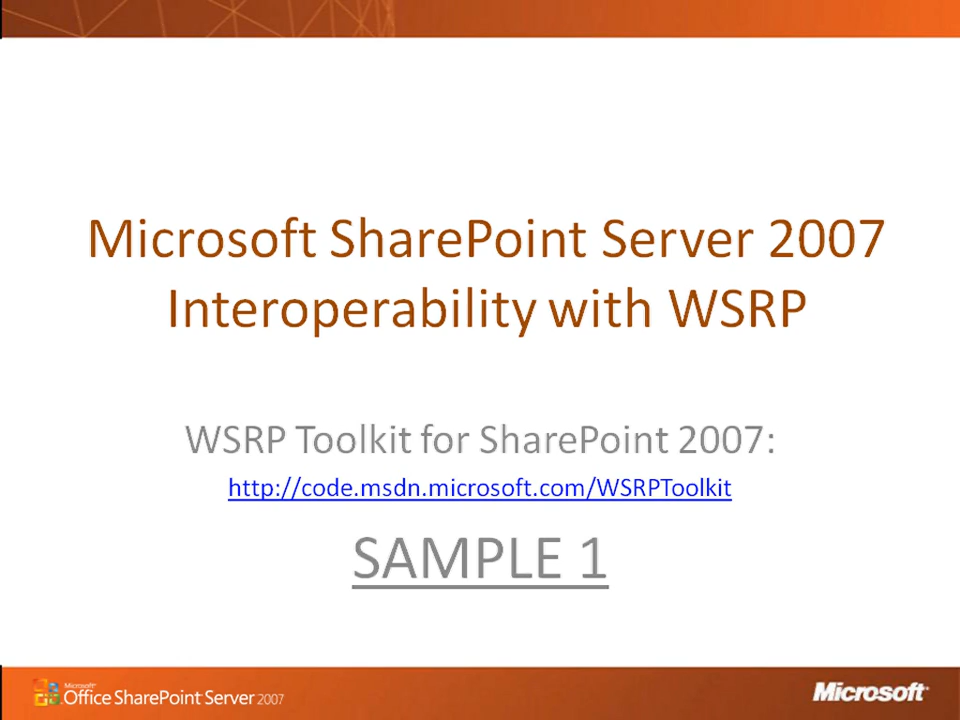 Microsoft SharePoint Server 2007
Interoperability with WSRP
WSRP Toolkit for SharePoint 2007:
http://code.msdn.microsoft.com/WSRPToolkit
SAMPLE 1
Microsoft
Office SharePoint Server 2007
Microsoft